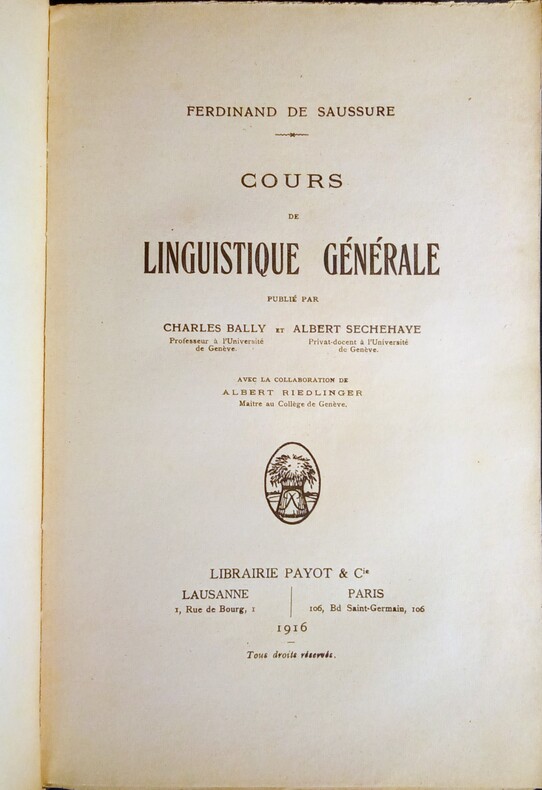 FERDINAND DE SAUSSURE
COURS
DE
LINGUISTIQUE GÉNÉRALE
PUBLIÉ PAR
CHARLES BALLY ET ALBERT SECHEHAYE
Professeur à l'Université Privat-docent à l'Université
de Genève. de Genève.
AVEC LA COLLABORATION DE
ALBERT RIEDLINGER
Maître au Collège de Genève.
LIBRAIRIE PAYOT & Cie
LAUSANNE PARIS
1, Rue de Bourg, 1 106, Bd Saint-Germain, 106
1916
Tous droits réservés.